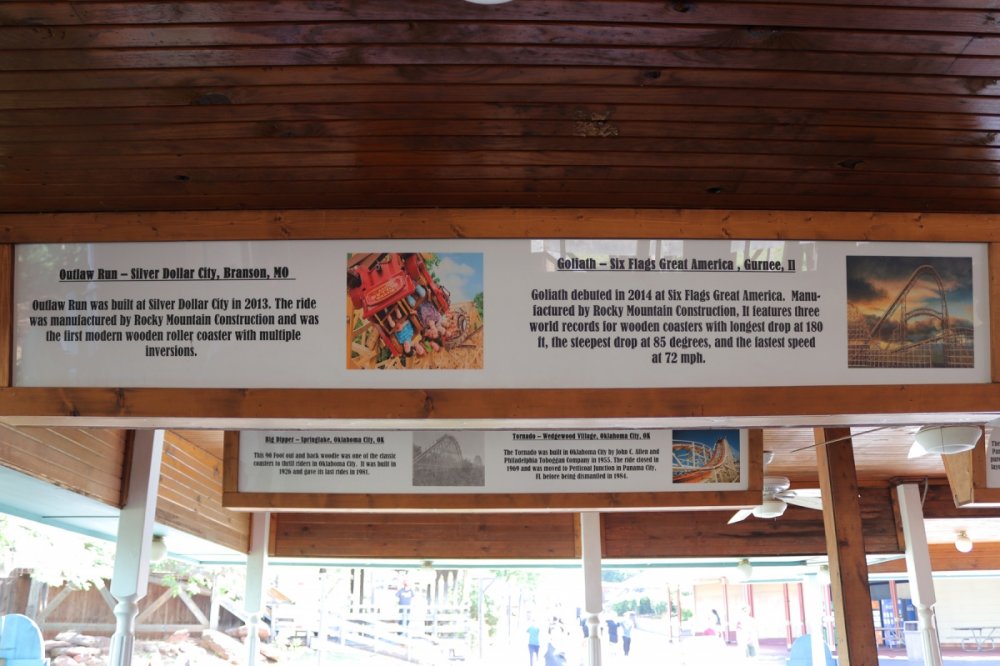 Outlaw Run – Silver Dollar City, Branson, MO
Outlaw Run was built at Silver Dollar City in 2013. The ride
was manufactured by Rocky Mountain Construction and was
the first modern wooden roller coaster with multiple
inversions.
Goliath – Six Flags Great America , Gurnee, Il
Goliath debuted in 2014 at Six Flags Great America. Manu-
factured by Rocky Mountain Construction, It features three
world records for wooden coasters with longest drop at 180
ft, the steepest drop at 85 degrees, and the fastest speed
at 72 mph.
Big Dipper – Springlake, Oklahoma City, OK
This 90 Foot out and back woodie was one of the classic
coasters to thrill riders in Oklahoma City. It was built in
1926 and gave its last rides in 1981.
Tornado – Wedgewood Village, Oklahoma City, OK
The Tornado was built in Oklahoma City by John C. Allen and
Philadelphia Toboggan Company in 1955. The ride closed in
1969 and was moved to Petticoat Junction in Panama City,
FL before being dismantled in 1984.